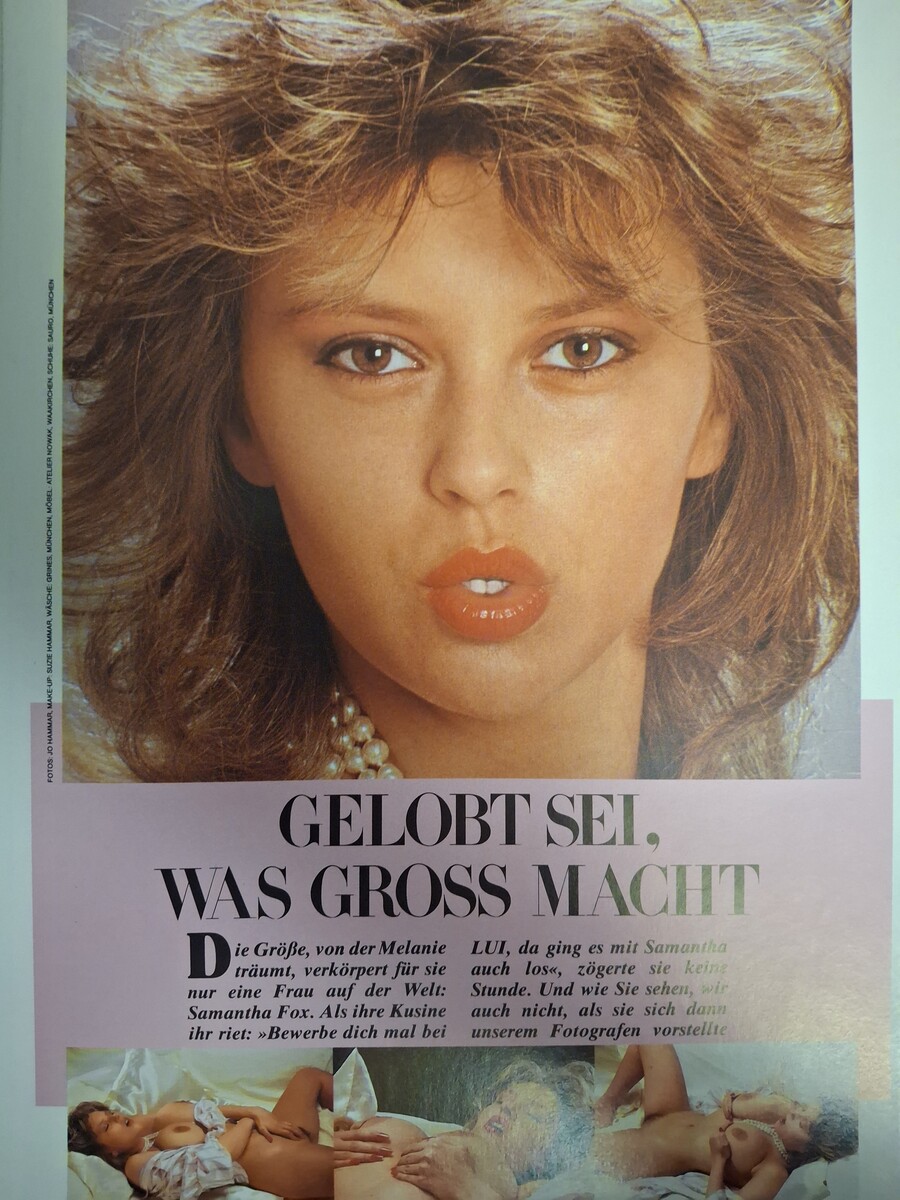 FOTOS: JO HAMMAR, MAKE-UP: SUZIE HAMMAR, WÄSCHE: GRINES, MÜNCHEN, MÖBEL: ATELIER NOWAK, WAAKIRCHEN, SCHUHE: SAURO, MÜNCHEN
GELOBT SEI,
WAS GROSS MACHT
Die Größe, von der Melanie
träumt, verkörpert für sie
nur eine Frau auf der Welt:
Samantha Fox. Als ihre Kusine
ihr riet: »Bewerbe dich mal bei
LUI, da ging es mit Samantha
auch los«, zögerte sie keine
Stunde. Und wie Sie sehen, wir
auch nicht, als sie sich dann
unserem Fotografen vorstellte